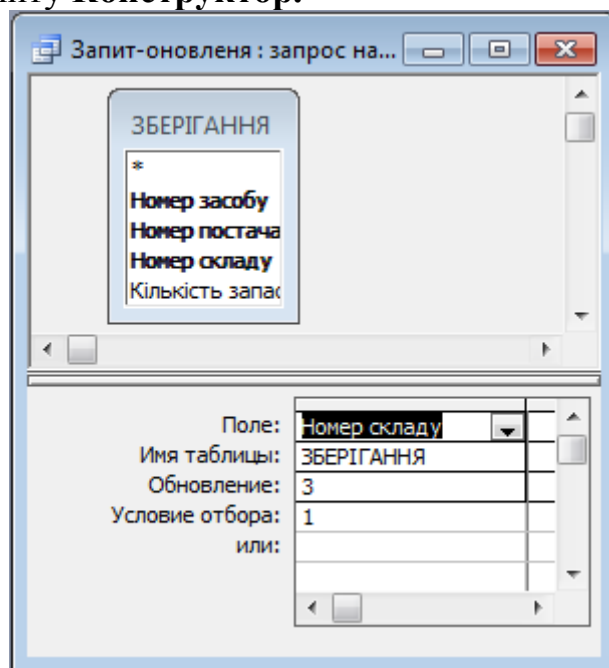 ниту Конструктор.
Запит-оновленя : запрос на...
ЗБЕРІГАННЯ
*
Номер засобу
Номер постача
Номер складу
Кількість запас
Поле: Номер складу
Имя таблицы: ЗБЕРІГАННЯ
Обновление: 3
Условие отбора: 1
или: